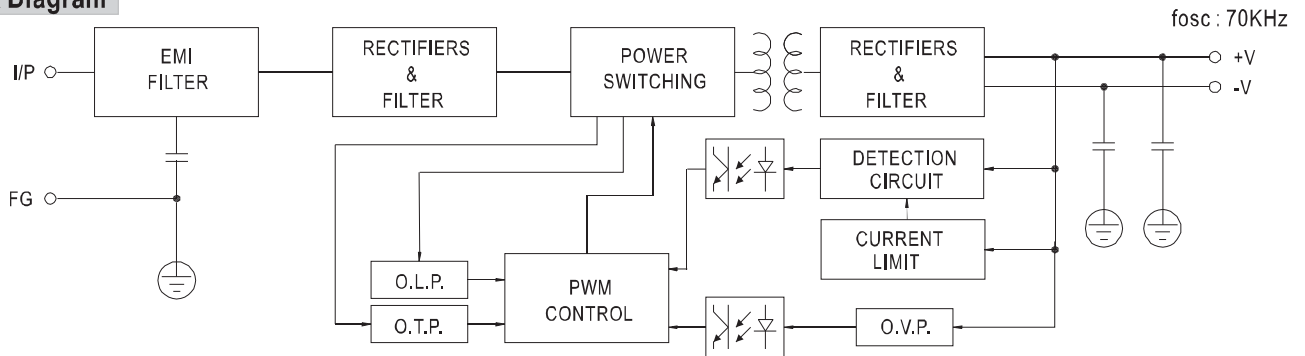 Diagram
fosc : 70KHz
EMI
FILTER
RECTIFIERS
&
FILTER
POWER
SWITCHING
RECTIFIERS
&
FILTER
I/P
+V
-V
FG
DETECTION
CIRCUIT
CURRENT
LIMIT
O.L.P.
O.T.P.
PWM
CONTROL
O.V.P.